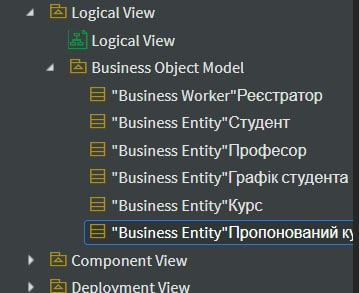 Logical View
Logical View
Business Object Model
"Business Worker"Реєстратор
"Business Entity"Студент
"Business Entity"Професор
"Business Entity"Графік студента
"Business Entity"Курс
"Business Entity"Пропонований
Component View
Deployment View